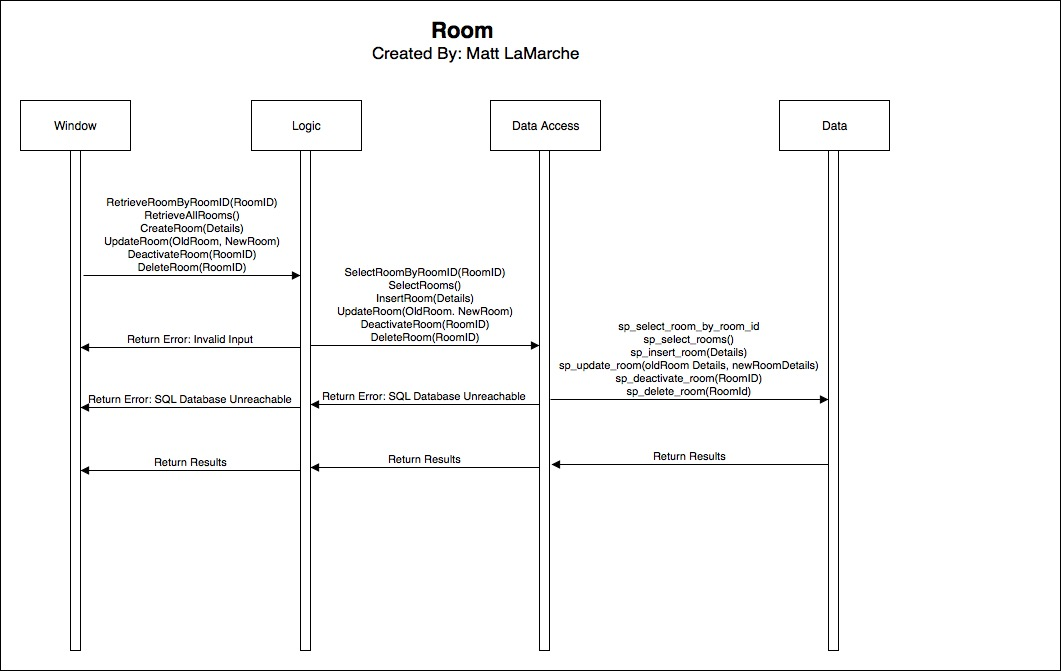 Room
Created By: Matt LaMarche
Window
Logic
Data Access
Data
RetrieveRoomByRoomID(RoomID)
RetrieveAllRooms()
CreateRoom(Details)
UpdateRoom(OldRoom, NewRoom)
DeactivateRoom(RoomID)
DeleteRoom(RoomID)
SelectRoomByRoomID(RoomID)
SelectRooms()
InsertRoom(Details)
UpdateRoom(OldRoom. NewRoom)
DeactivateRoom(RoomID)
DeleteRoom(RoomID)
sp_select_room_by_room_id
sp_select_rooms()
sp_insert_room(Details)
sp_update_room(oldRoom Details, newRoomDetails)
sp_deactivate_room(RoomID)
sp_delete_room(RoomId)
Return Error: Invalid Input
Return Error: SQL Database Unreachable
Return Error: SQL Database Unreachable
Return Results
Return Results
Return Results